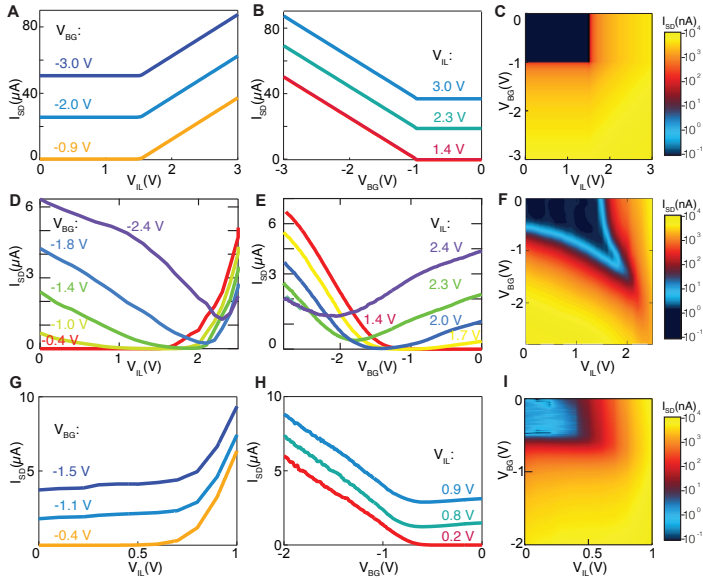 A
B
C
I_SD(μA)
80
40
0
V_BG:
-3.0 V
-2.0 V
-0.9 V
0
1
2
3
V_IL(V)
I_SD(μA)
80
40
0
V_IL:
3.0 V
2.3 V
1.4 V
-3
-2
-1
0
V_BG(V)
V_BG(V)
0
-1
-2
-3
0
1
2
3
V_IL(V)
I_SD(nA)
10^4
10^3
10^2
10^1
10^0
10^-1
D
E
F
I_SD(μA)
6
3
0
V_BG:
-2.4 V
-1.8 V
-1.4 V
-1.0 V
-0.4 V
0
1
2
V_IL(V)
I_SD(μA)
6
3
0
V_IL:
2.4 V
2.3 V
1.4 V
2.0 V
1.7 V
-3
-2
-1
0
V_BG(V)
V_BG(V)
0
-1
-2
0
1
2
V_IL(V)
I_SD(nA)
10^4
10^3
10^2
10^1
10^0
10^-1
G
H
I
I_SD(μA)
10
5
0
V_BG:
-1.5 V
-1.1 V
-0.4 V
0
0.5
1
V_IL(V)
I_SD(μA)
10
5
0
V_IL:
0.9 V
0.8 V
0.2 V
-2
-1
0
V_BG(V)
V_BG(V)
0
-1
-2
0
0.5
1
V_IL(V)
I_SD(nA)
10^4
10^3
10^2
10^1
10^0
10^-1